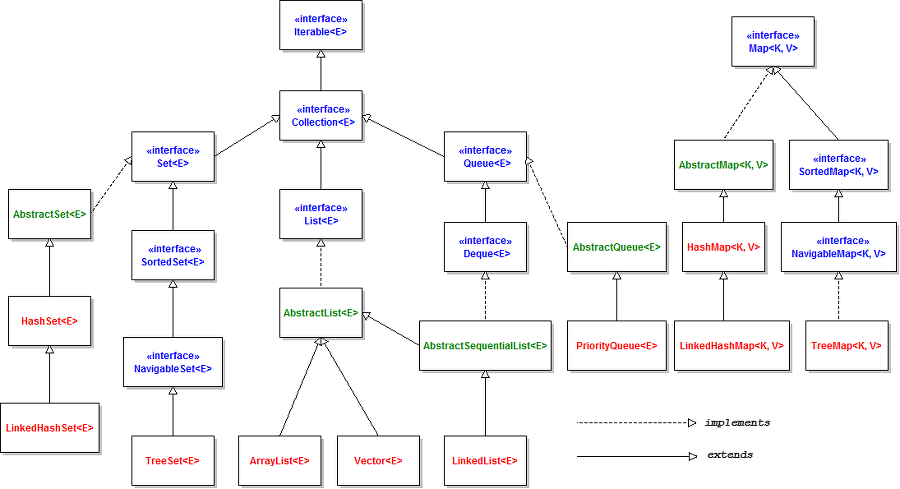 «interface»
Iterable<E>
«interface»
Map<K, V>
«interface»
Collection<E>
«interface»
Set<E>
«interface»
Queue<E>
AbstractMap<K, V>
«interface»
SortedMap<K, V>
AbstractSet<E>
«interface»
List<E>
«interface»
SortedSet<E>
«interface»
Deque<E>
AbstractQueue<E>
HashMap<K, V>
«interface»
NavigableMap<K, V>
HashSet<E>
AbstractList<E>
AbstractSequentialList<E>
PriorityQueue<E>
LinkedHashMap<K, V>
TreeMap<K, V>
«interface»
NavigableSet<E>
LinkedHashSet<E>
TreeSet<E>
ArrayList<E>
Vector<E>
LinkedList<E>
implements
extends